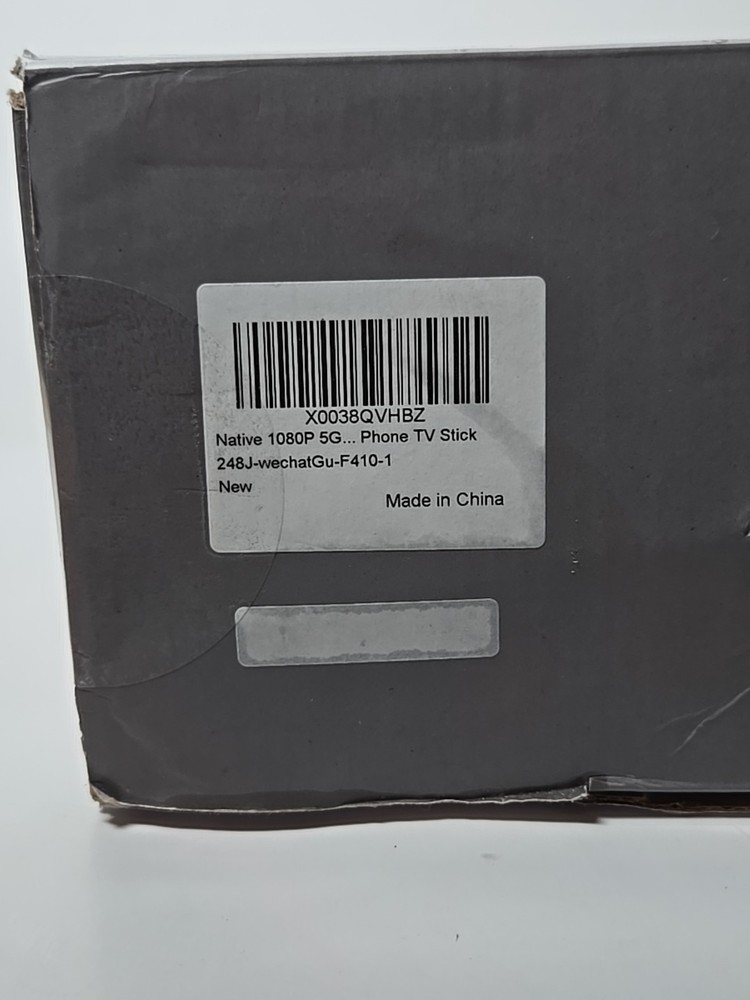 X0038QVHBZ
Native 1080P 5G... Phone TV Stick
248J-wechatGu-F410-1
New
Made in China